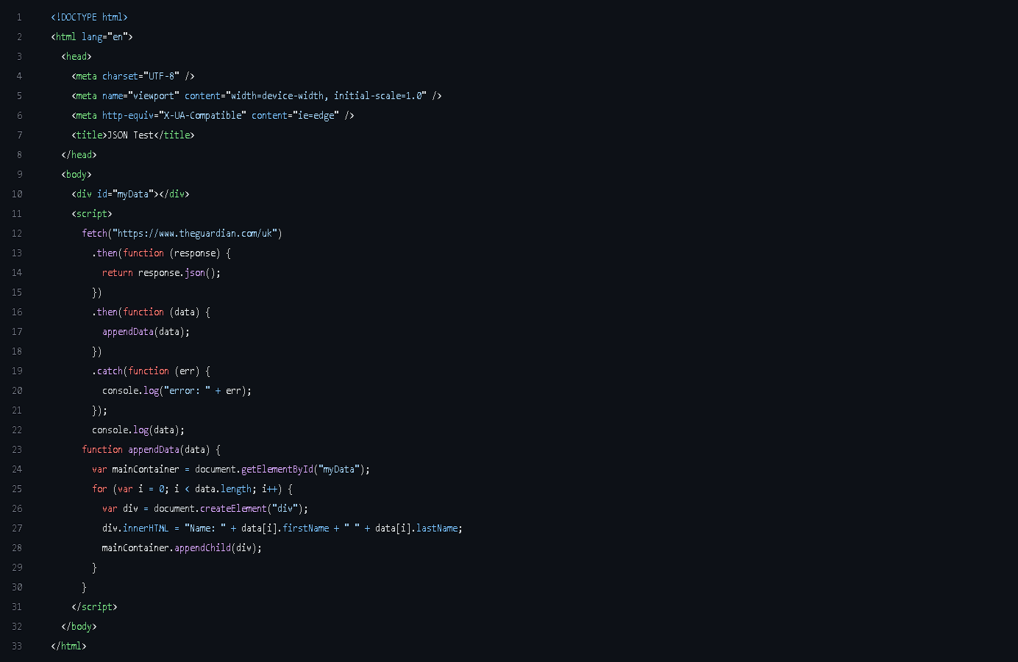 1 <!DOCTYPE html>
2 <html lang="en">
3 <head>
4 <meta charset="UTF-8" />
5 <meta name="viewport" content="width=device-width, initial-scale=1.0" />
6 <meta http-equiv="X-UA-Compatible" content="ie=edge" />
7 <title>JSON Test</title>
8 </head>
9 <body>
10 <div id="myData"></div>
11 <script>
12 fetch("https://www.theguardian.com/uk")
13 .then(function (response) {
14 return response.json();
15 })
16 .then(function (data) {
17 appendData(data);
18 })
19 .catch(function (err) {
20 console.log("error: " + err);
21 });
22 console.log(data);
23 function appendData(data) {
24 var mainContainer = document.getElementById("myData");
25 for (var i = 0; i < data.length; i++) {
26 var div = document.createElement("div");
27 div.innerHTML = "Name: " + data[i].firstName + " " + data[i].lastName;
28 mainContainer.appendChild(div);
29 }
30 }
31 </script>
32 </body>
33 </html>